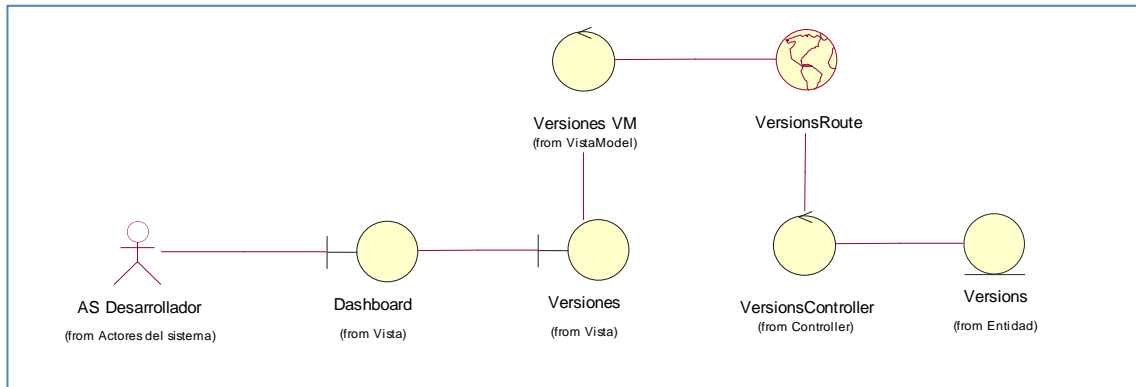 Versiones VM
(from VistaModel)
VersionsRoute
AS Desarrollador
(from Actores del sistema)
Dashboard
(from Vista)
Versiones
(from Vista)
VersionsController
(from Controller)
Versions
(from Entidad)